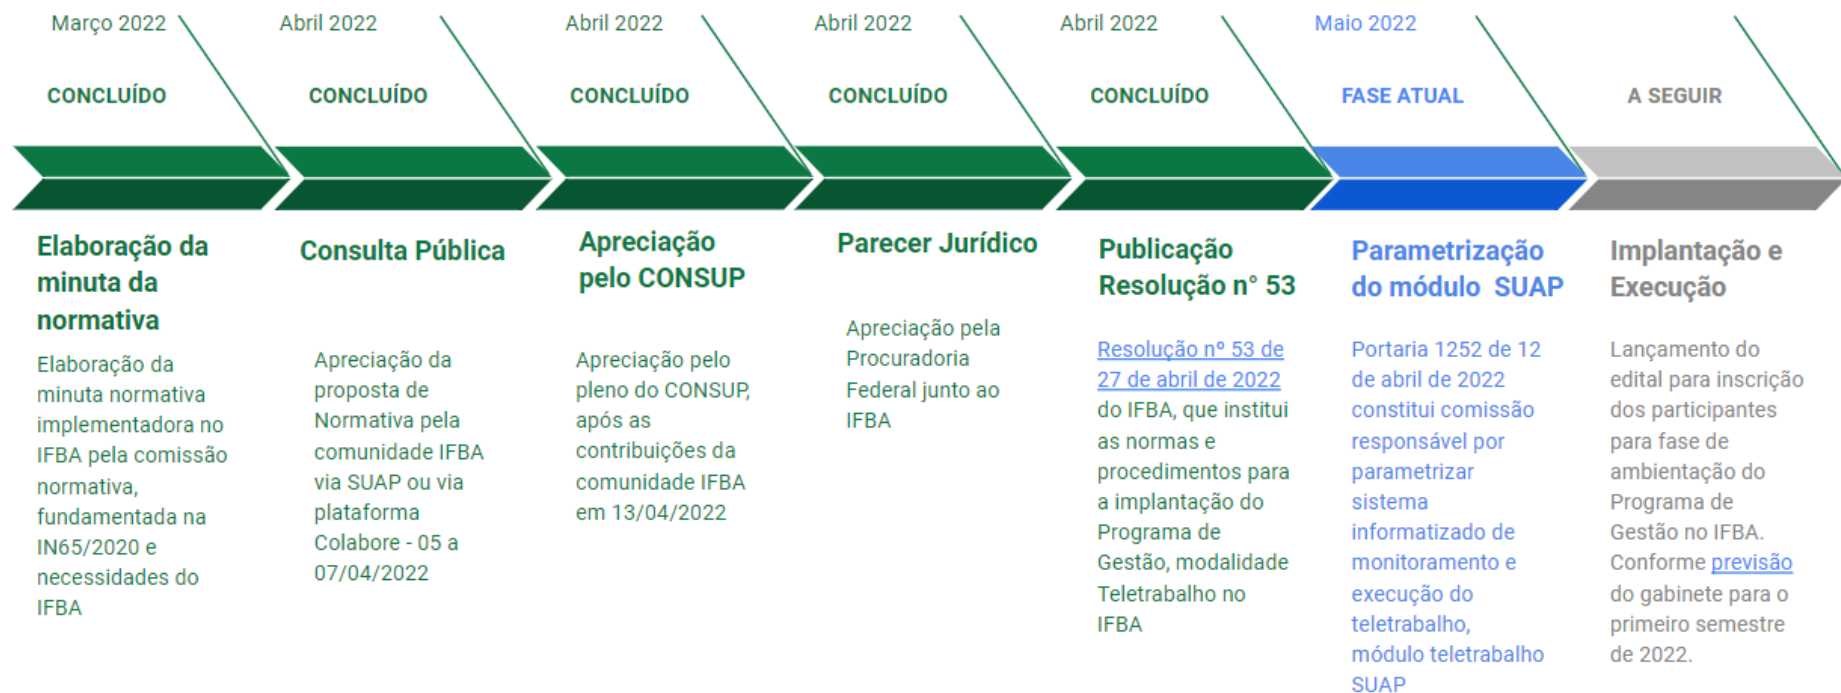 Março 2022
CONCLUÍDO
Elaboração da
minuta da
normativa
Elaboração da
minuta normativa
implementadora no
IFBA pela comissão
normativa,
fundamentada na
IN65/2020 e
necessidades do
IFBA
Abril 2022
CONCLUÍDO
Consulta Pública
Apreciação da
proposta de
Normativa pela
comunidade IFBA
via SUAP ou via
plataforma
Colabore - 05 a
07/04/2022
Abril 2022
CONCLUÍDO
Apreciação
pelo CONSUP
Apreciação pelo
pleno do CONSUP,
após as
contribuições da
comunidade IFBA
em 13/04/2022
Abril 2022
CONCLUÍDO
Parecer Jurídico
Apreciação pela
Procuradoria
Federal junto ao
IFBA
Abril 2022
CONCLUÍDO
Publicação
Resolução n° 53
Resolução nº 53 de
27 de abril de 2022
do IFBA, que institui
as normas e
procedimentos para
a implantação do
Programa de
Gestão, modalidade
Teletrabalho no
IFBA
Maio 2022
FASE ATUAL
Parametrização
do módulo SUAP
Portaria 1252 de 12
de abril de 2022
constitui comissão
responsável por
parametrizar
sistema
informatizado de
monitoramento e
execução do
teletrabalho,
módulo teletrabalho
SUAP
A SEGUIR
Implantação e
Execução
Lançamento do
edital para inscrição
dos participantes
para fase de
ambientação do
Programa de
Gestão no IFBA.
Conforme previsão
do gabinete para o
primeiro semestre
de 2022.